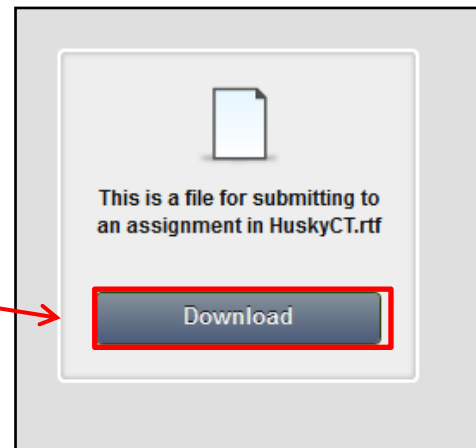 This is a file for submitting to
an assignment in HuskyCT.rtf
Download